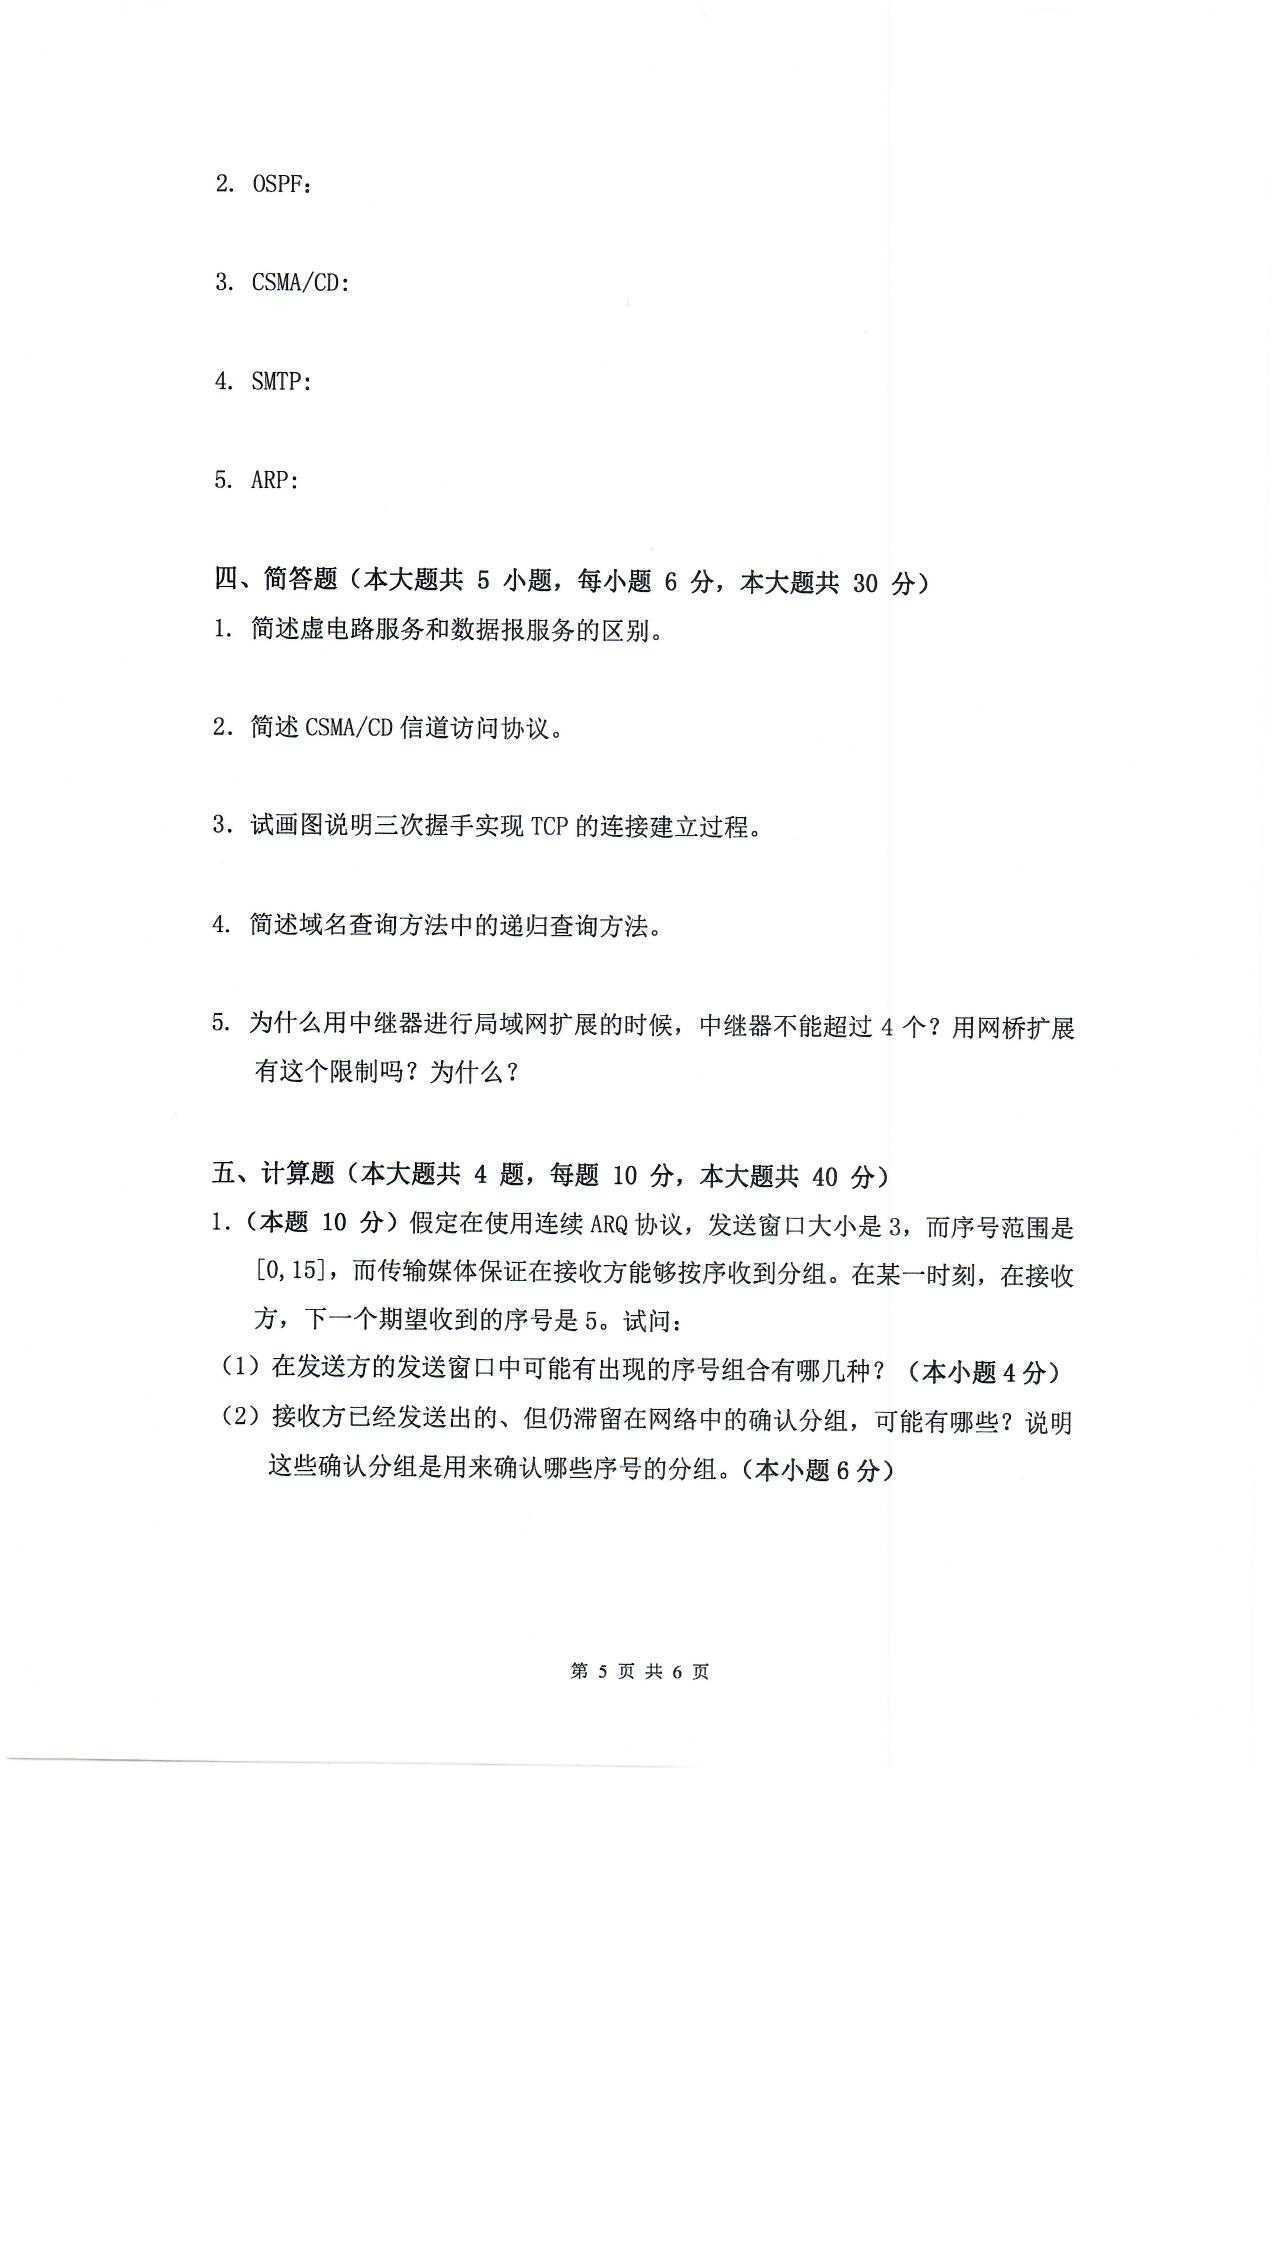 2. OSPF:
3. CSMA/CD:
4. SMTP:
5. ARP:
四、简答题（本大题共 5 小题，每小题 6 分，本大题共 30 分）
1. 简述虚电路服务和数据报服务的区别。
2. 简述 CSMA/CD 信道访问协议。
3. 试画图说明三次握手实现 TCP 的连接建立过程。
4. 简述域名查询方法中的递归查询方法。
5. 为什么用中继器进行局域网扩展的时候，中继器不能超过 4 个？用网桥扩展
有这个限制吗？为什么？
五、计算题（本大题共 4 题，每题 10 分，本大题共 40 分）
1.（本题 10 分）假定在使用连续 ARQ 协议，发送窗口大小是 3，而序号范围是
[0,15]，而传输媒体保证在接收方能够按序收到分组。在某一时刻，在接收
方，下一个期望收到的序号是 5。试问：
（1）在发送方的发送窗口中可能有出现的序号组合有哪几种？（本小题 4 分）
（2）接收方已经发送出的、但仍滞留在网络中的确认分组，可能有哪些？说明
这些确认分组是用来确认哪些序号的分组。（本小题 6 分）
第 5 页 共 6 页